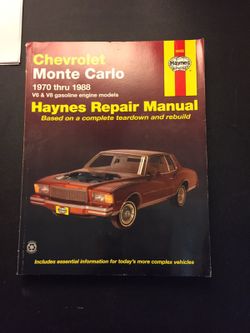 Haynes
Chevrolet
Monte Carlo
1970 thru 1988
V6 & V8 gasoline engine models
Haynes Repair Manual
Based on a complete teardown and rebuild
Includes essential information for today's more complex vehicles